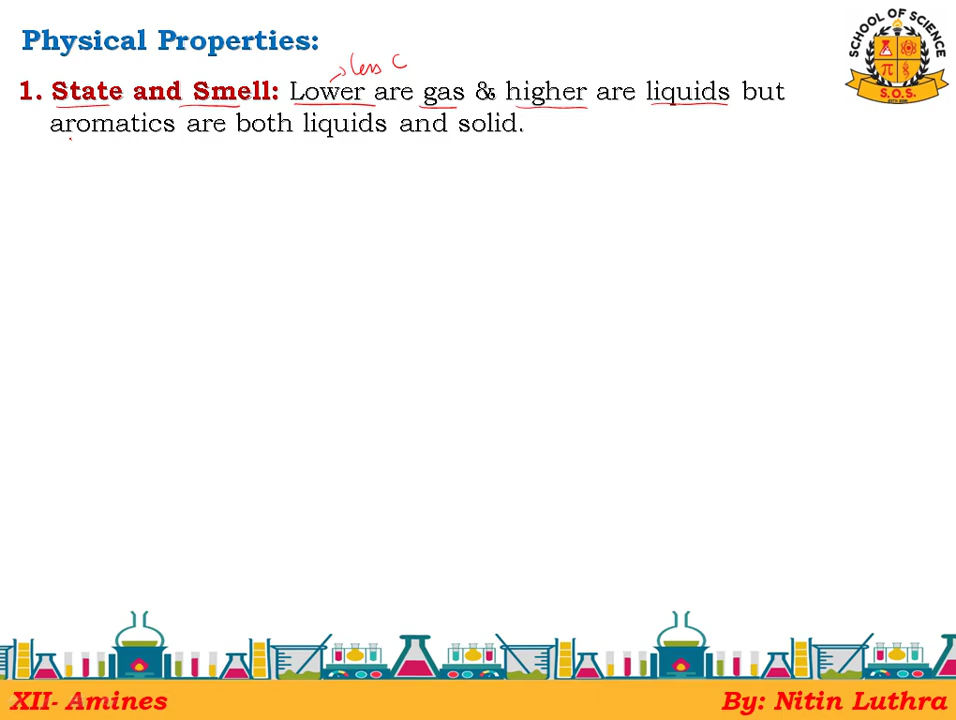 Physical Properties:
less C
1. State and Smell: Lower are gas & higher are liquids but
aromatics are both liquids and solid.
SCHOOL OF SCIENCE
π
S.O.S.
XII- Amines
By: Nitin Luthra